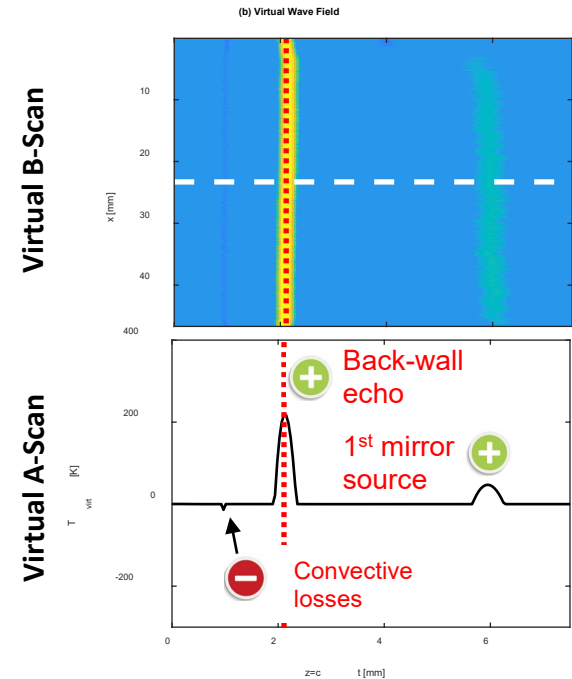 (b) Virtual Wave Field
Virtual B-Scan
x [mm]
10
20
30
40
Virtual A-Scan
T virt [K]
400
200
0
-200
Back-wall
echo
1st mirror
source
Convective
losses
0 2 4 6
z=c t [mm]